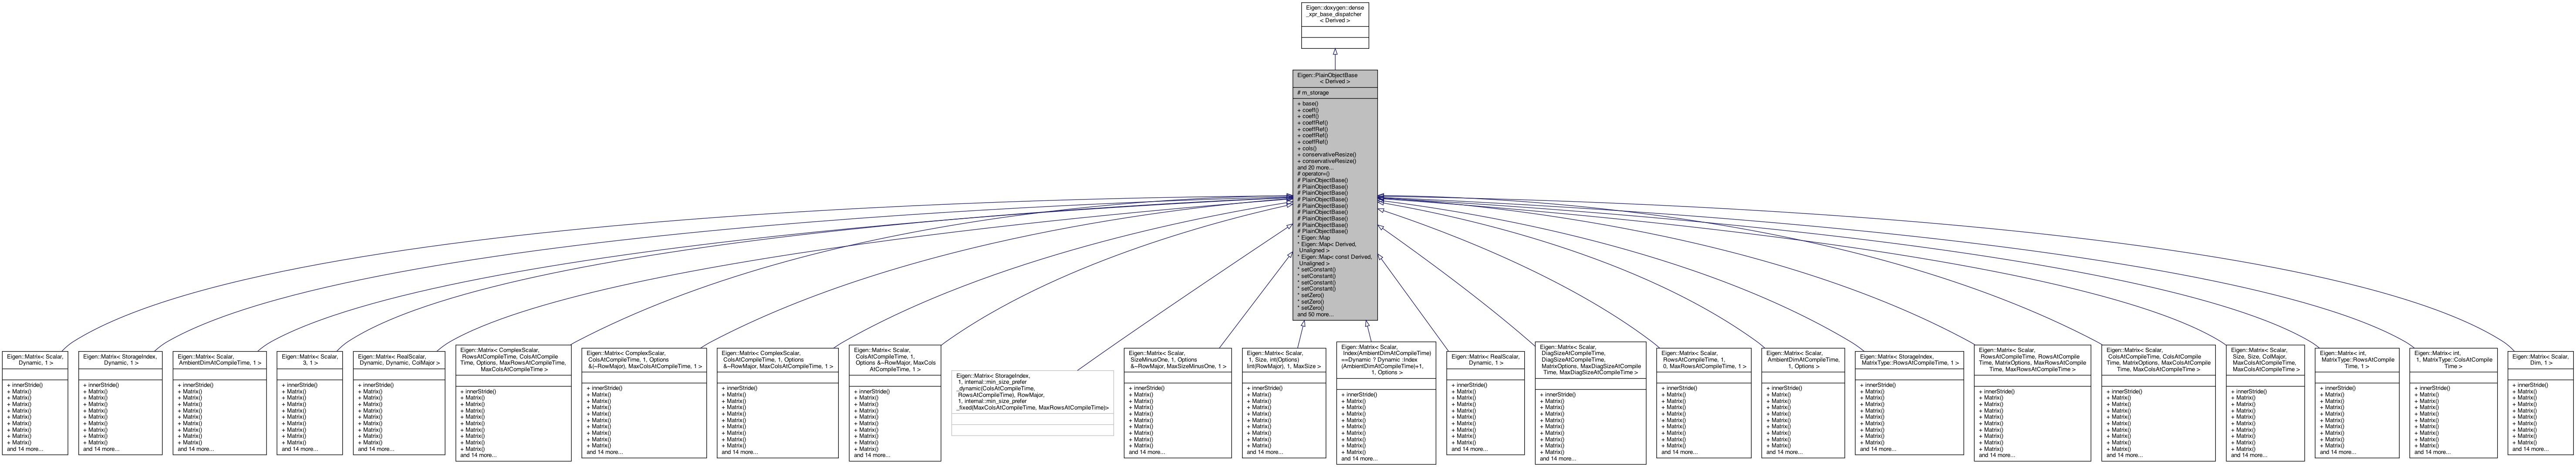 Eigen::doxygen::dense
_xpr_base_dispatcher
< Derived >
Eigen::PlainObjectBase
< Derived >
# m_storage
+ base()
+ coeff()
+ coeff()
+ coeffRef()
+ coeffRef()
+ coeffRef()
+ coeffRef()
+ cols()
+ conservativeResize()
+ conservativeResize()
and 20 more...
# operator=()
# PlainObjectBase()
# PlainObjectBase()
# PlainObjectBase()
# PlainObjectBase()
# PlainObjectBase()
# PlainObjectBase()
# PlainObjectBase()
# PlainObjectBase()
# PlainObjectBase()
* Eigen::Map
* Eigen::Map< Derived,
Unaligned >
* Eigen::Map< const Derived,
Unaligned >
* setConstant()
* setConstant()
* setConstant()
* setConstant()
* setZero()
* setZero()
* setZero()
and 50 more...
Eigen::Matrix< Scalar,
Dynamic, 1 >
+ innerStride()
+ Matrix()
+ Matrix()
+ Matrix()
+ Matrix()
+ Matrix()
+ Matrix()
+ Matrix()
+ Matrix()
+ Matrix()
and 14 more...
Eigen::Matrix< StorageIndex,
Dynamic, 1 >
+ innerStride()
+ Matrix()
+ Matrix()
+ Matrix()
+ Matrix()
+ Matrix()
+ Matrix()
+ Matrix()
+ Matrix()
+ Matrix()
and 14 more...
Eigen::Matrix< Scalar,
AmbientDimAtCompileTime, 1 >
+ innerStride()
+ Matrix()
+ Matrix()
+ Matrix()
+ Matrix()
+ Matrix()
+ Matrix()
+ Matrix()
+ Matrix()
+ Matrix()
and 14 more...
Eigen::Matrix< Scalar,
3, 1 >
+ innerStride()
+ Matrix()
+ Matrix()
+ Matrix()
+ Matrix()
+ Matrix()
+ Matrix()
+ Matrix()
+ Matrix()
+ Matrix()
and 14 more...
Eigen::Matrix< RealScalar,
Dynamic, Dynamic, ColMajor >
+ innerStride()
+ Matrix()
+ Matrix()
+ Matrix()
+ Matrix()
+ Matrix()
+ Matrix()
+ Matrix()
+ Matrix()
+ Matrix()
and 14 more...
Eigen::Matrix< ComplexScalar,
RowsAtCompileTime, ColsAtCompile
Time, Options, MaxRowsAtCompileTime,
MaxColsAtCompileTime >
+ innerStride()
+ Matrix()
+ Matrix()
+ Matrix()
+ Matrix()
+ Matrix()
+ Matrix()
+ Matrix()
+ Matrix()
+ Matrix()
and 14 more...
Eigen::Matrix< ComplexScalar,
ColsAtCompileTime, 1, Options
&(~RowMajor), MaxColsAtCompileTime, 1 >
+ innerStride()
+ Matrix()
+ Matrix()
+ Matrix()
+ Matrix()
+ Matrix()
+ Matrix()
+ Matrix()
+ Matrix()
+ Matrix()
and 14 more...
Eigen::Matrix< ComplexScalar,
ColsAtCompileTime, 1, Options
&~RowMajor, MaxColsAtCompileTime, 1 >
+ innerStride()
+ Matrix()
+ Matrix()
+ Matrix()
+ Matrix()
+ Matrix()
+ Matrix()
+ Matrix()
+ Matrix()
+ Matrix()
and 14 more...
Eigen::Matrix< Scalar,
ColsAtCompileTime, 1,
Options &~RowMajor, MaxCols
AtCompileTime, 1 >
+ innerStride()
+ Matrix()
+ Matrix()
+ Matrix()
+ Matrix()
+ Matrix()
+ Matrix()
+ Matrix()
+ Matrix()
+ Matrix()
and 14 more...
Eigen::Matrix< StorageIndex,
1, internal::min_size_prefer
_dynamic(ColsAtCompileTime,
RowsAtCompileTime), RowMajor,
1, internal::min_size_prefer
_fixed(MaxColsAtCompileTime, MaxRowsAtCompileTime)>
Eigen::Matrix< Scalar,
SizeMinusOne, 1, Options
&~RowMajor, MaxSizeMinusOne, 1 >
+ innerStride()
+ Matrix()
+ Matrix()
+ Matrix()
+ Matrix()
+ Matrix()
+ Matrix()
+ Matrix()
+ Matrix()
+ Matrix()
and 14 more...
Eigen::Matrix< Scalar,
1, Size, int(Options)
|int(RowMajor), 1, MaxSize >
+ innerStride()
+ Matrix()
+ Matrix()
+ Matrix()
+ Matrix()
+ Matrix()
+ Matrix()
+ Matrix()
+ Matrix()
+ Matrix()
and 14 more...
Eigen::Matrix< Scalar,
Index(AmbientDimAtCompileTime)
==Dynamic ? Dynamic :Index
(AmbientDimAtCompileTime)+1,
1, Options >
+ innerStride()
+ Matrix()
+ Matrix()
+ Matrix()
+ Matrix()
+ Matrix()
+ Matrix()
+ Matrix()
+ Matrix()
+ Matrix()
and 14 more...
Eigen::Matrix< RealScalar,
Dynamic, 1 >
+ innerStride()
+ Matrix()
+ Matrix()
+ Matrix()
+ Matrix()
+ Matrix()
+ Matrix()
+ Matrix()
+ Matrix()
+ Matrix()
and 14 more...
Eigen::Matrix< Scalar,
DiagSizeAtCompileTime,
DiagSizeAtCompileTime,
MatrixOptions, MaxDiagSizeAtCompile
Time, MaxDiagSizeAtCompileTime >
+ innerStride()
+ Matrix()
+ Matrix()
+ Matrix()
+ Matrix()
+ Matrix()
+ Matrix()
+ Matrix()
+ Matrix()
+ Matrix()
and 14 more...
Eigen::Matrix< Scalar,
RowsAtCompileTime, 1,
0, MaxRowsAtCompileTime, 1 >
+ innerStride()
+ Matrix()
+ Matrix()
+ Matrix()
+ Matrix()
+ Matrix()
+ Matrix()
+ Matrix()
+ Matrix()
+ Matrix()
and 14 more...
Eigen::Matrix< Scalar,
AmbientDimAtCompileTime,
1, Options >
+ innerStride()
+ Matrix()
+ Matrix()
+ Matrix()
+ Matrix()
+ Matrix()
+ Matrix()
+ Matrix()
+ Matrix()
+ Matrix()
and 14 more...
Eigen::Matrix< StorageIndex,
MatrixType::RowsAtCompileTime, 1 >
+ innerStride()
+ Matrix()
+ Matrix()
+ Matrix()
+ Matrix()
+ Matrix()
+ Matrix()
+ Matrix()
+ Matrix()
+ Matrix()
and 14 more...
Eigen::Matrix< Scalar,
RowsAtCompileTime, RowsAtCompile
Time, MatrixOptions, MaxRowsAtCompile
Time, MaxRowsAtCompileTime >
+ innerStride()
+ Matrix()
+ Matrix()
+ Matrix()
+ Matrix()
+ Matrix()
+ Matrix()
+ Matrix()
+ Matrix()
+ Matrix()
and 14 more...
Eigen::Matrix< Scalar,
ColsAtCompileTime, ColsAtCompile
Time, MatrixOptions, MaxColsAtCompile
Time, MaxColsAtCompileTime >
+ innerStride()
+ Matrix()
+ Matrix()
+ Matrix()
+ Matrix()
+ Matrix()
+ Matrix()
+ Matrix()
+ Matrix()
+ Matrix()
and 14 more...
Eigen::Matrix< Scalar,
Size, Size, ColMajor,
MaxColsAtCompileTime,
MaxColsAtCompileTime >
+ innerStride()
+ Matrix()
+ Matrix()
+ Matrix()
+ Matrix()
+ Matrix()
+ Matrix()
+ Matrix()
+ Matrix()
+ Matrix()
and 14 more...
Eigen::Matrix< int,
MatrixType::RowsAtCompile
Time, 1 >
+ innerStride()
+ Matrix()
+ Matrix()
+ Matrix()
+ Matrix()
+ Matrix()
+ Matrix()
+ Matrix()
+ Matrix()
+ Matrix()
and 14 more...
Eigen::Matrix< int,
1, MatrixType::ColsAtCompile
Time >
+ innerStride()
+ Matrix()
+ Matrix()
+ Matrix()
+ Matrix()
+ Matrix()
+ Matrix()
+ Matrix()
+ Matrix()
+ Matrix()
and 14 more...
Eigen::Matrix< Scalar,
Dim, 1 >
+ innerStride()
+ Matrix()
+ Matrix()
+ Matrix()
+ Matrix()
+ Matrix()
+ Matrix()
+ Matrix()
+ Matrix()
+ Matrix()
and 14 more...